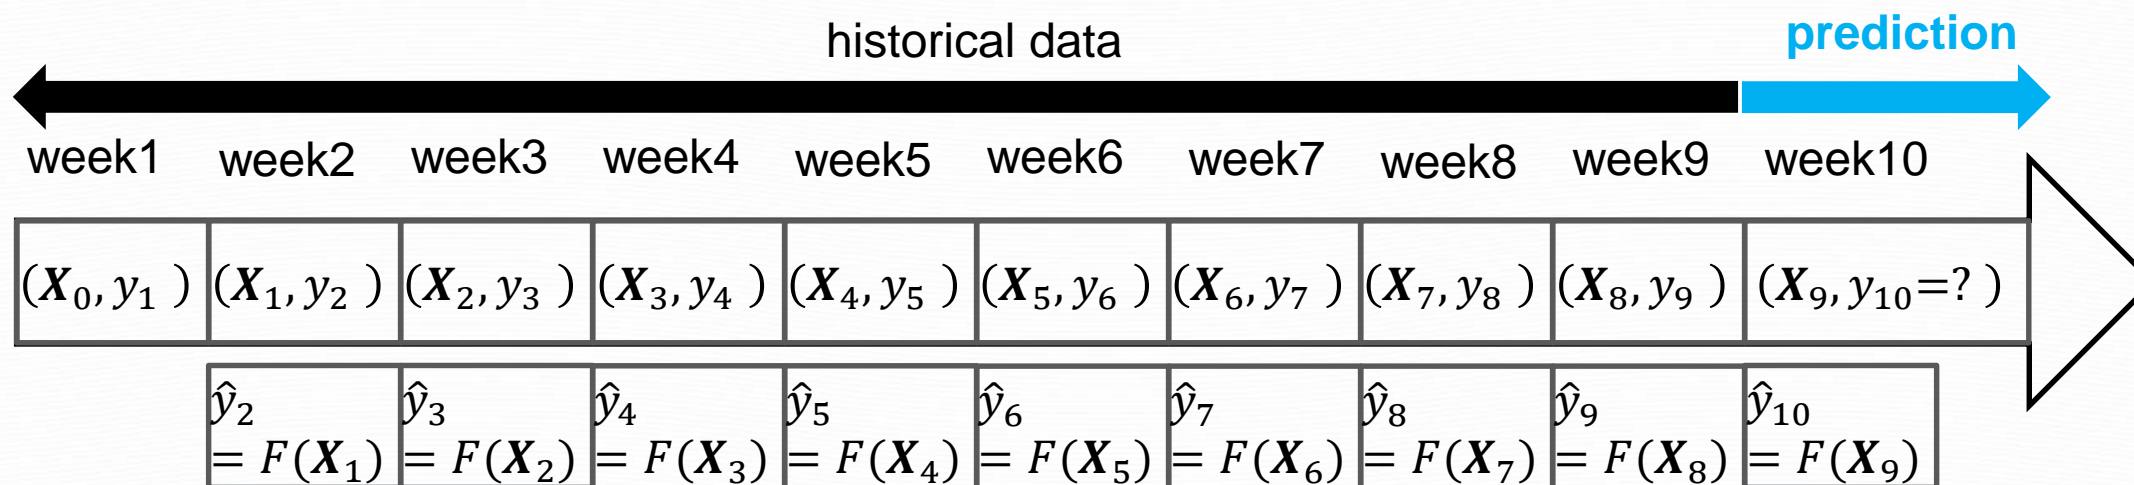 historical data
prediction
week1 week2 week3 week4 week5 week6 week7 week8 week9 week10
(𝑿₀, 𝑦₁ ) (𝑿₁, 𝑦₂ ) (𝑿₂, 𝑦₃ ) (𝑿₃, 𝑦₄ ) (𝑿₄, 𝑦₅ ) (𝑿₅, 𝑦₆ ) (𝑿₆, 𝑦₇ ) (𝑿₇, 𝑦₈ ) (𝑿₈, 𝑦₉ ) (𝑿₉, 𝑦₁₀=? )
ŷ₂ ŷ₃ ŷ₄ ŷ₅ ŷ₆ ŷ₇ ŷ₈ ŷ₉ ŷ₁₀
= 𝐹(𝑿₁) = 𝐹(𝑿₂) = 𝐹(𝑿₃) = 𝐹(𝑿₄) = 𝐹(𝑿₅) = 𝐹(𝑿₆) = 𝐹(𝑿₇) = 𝐹(𝑿₈) = 𝐹(𝑿₉)